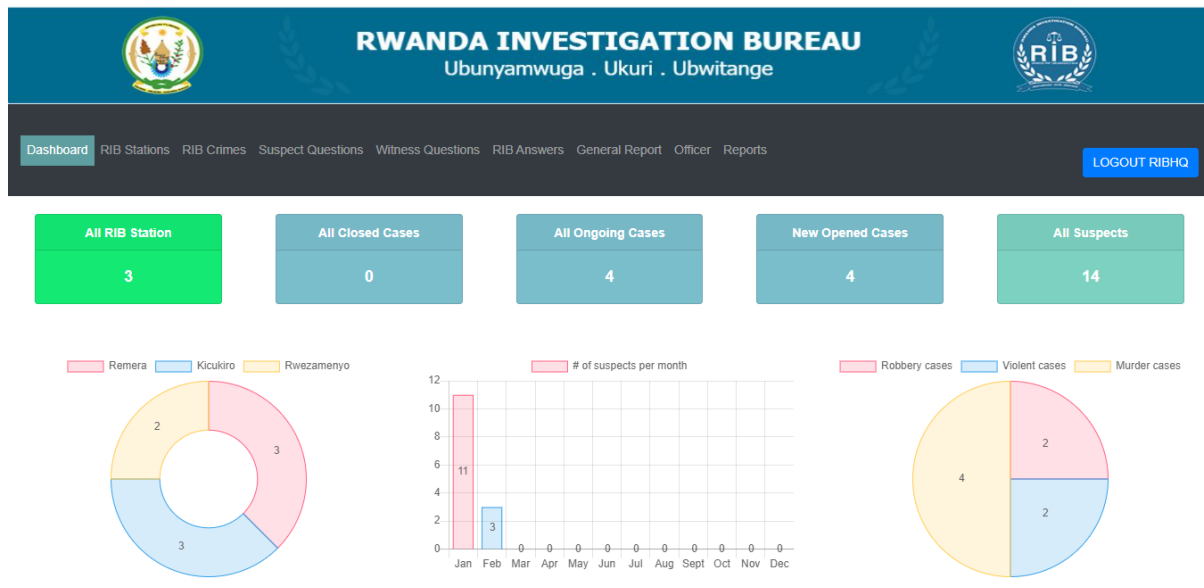 RWANDA INVESTIGATION BUREAU
Ubunyamwuga . Ukuri . Ubwitange
RIB
Dashboard RIB Stations RIB Crimes Suspect Questions Witness Questions RIB Answers General Report Officer Reports
LOGOUT RIBHQ
All RIB Station
3
All Closed Cases
0
All Ongoing Cases
4
New Opened Cases
4
All Suspects
14
Remera Kicukiro Rwezamenyo
2
3
3
# of suspects per month
12
10
8
6
4
2
0
11
3
0 0 0 0 0 0 0 0 0 0
Jan Feb Mar Apr May Jun Jul Aug Sept Oct Nov Dec
Robbery cases Violent cases Murder cases
2
4
2